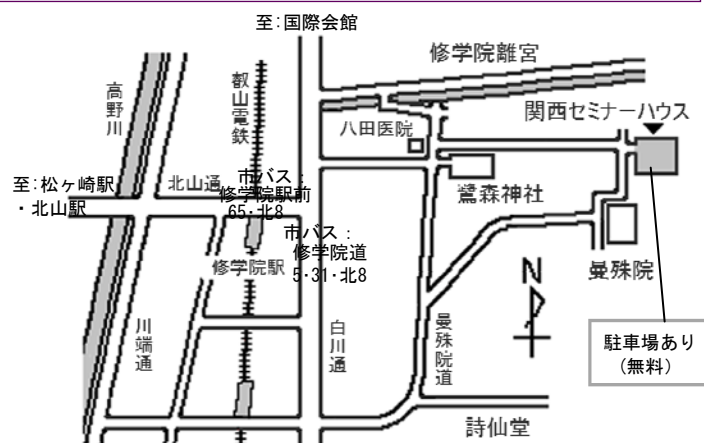 至：国際会館
修学院離宮
高野川
叡山電鉄
関西セミナーハウス
八田医院
至：松ヶ崎駅
・北山駅
北山通
市バス：
修学院駅前
65・北8
鷺森神社
市バス：
修学院道
5・31・北8
修学院駅
曼殊院
N
川端通
白川通
曼殊院道
駐車場あり
（無料）
詩仙堂